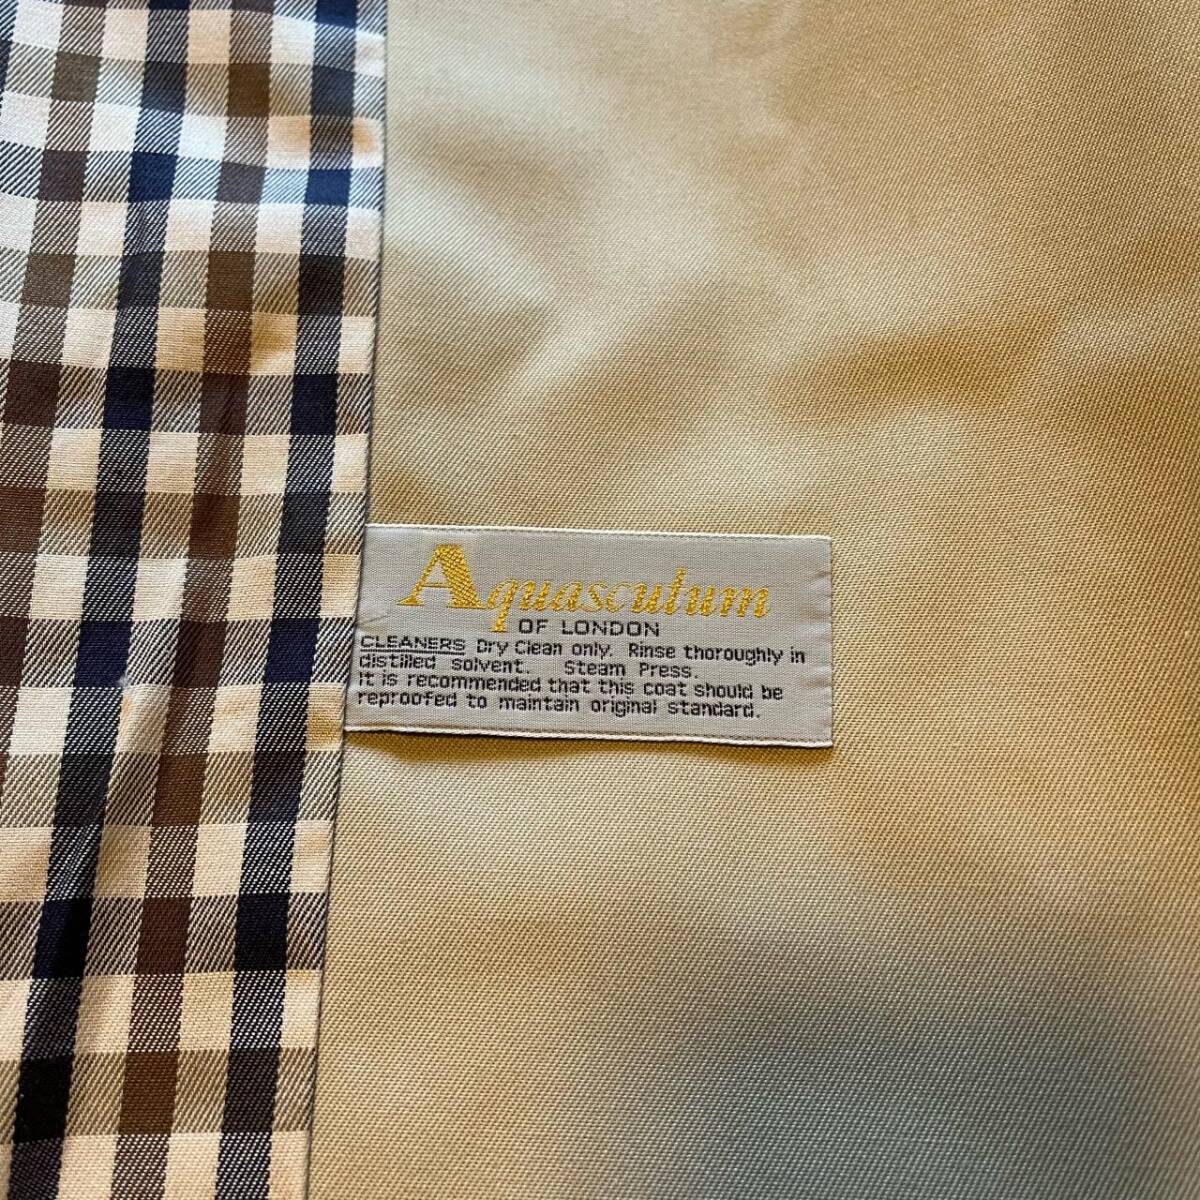 Aquascutum
OF LONDON
CLEANERS Dry Clean only. Rinse thoroughly in
distilled solvent. Steam Press.
It is recommended that this coat should be
reproofed to maintain original standard.